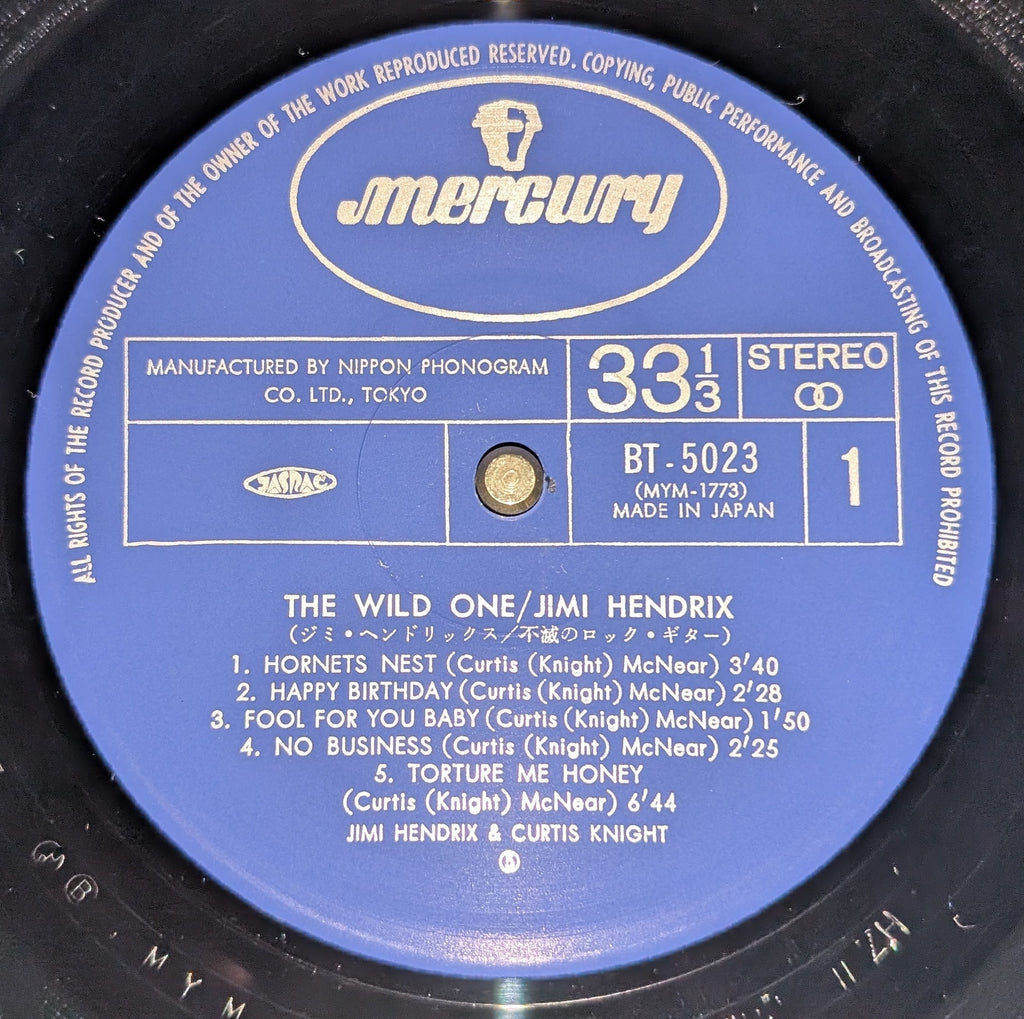 ALL RIGHTS OF THE RECORD PRODUCER AND OF THE OWNER OF THE WORK REPRODUCED RESERVED. COPYING, PUBLIC PERFORMANCE AND BROADCASTING OF THIS RECORD PROHIBITED
mercury
MANUFACTURED BY NIPPON PHONOGRAM
CO. LTD., TOKYO
33 1/3
STEREO
JASRAC
BT-5023
(MYM-1773)
MADE IN JAPAN
1
THE WILD ONE/JIMI HENDRIX
(ジミ・ヘンドリックス/不滅のロック・ギター)
1. HORNETS NEST (Curtis (Knight) McNear) 3'40
2. HAPPY BIRTHDAY (Curtis (Knight) McNear) 2'28
3. FOOL FOR YOU BABY (Curtis (Knight) McNear) 1'50
4. NO BUSINESS (Curtis (Knight) McNear) 2'25
5. TORTURE ME HONEY
(Curtis (Knight) McNear) 6'44
JIMI HENDRIX & CURTIS KNIGHT
B
M Y M